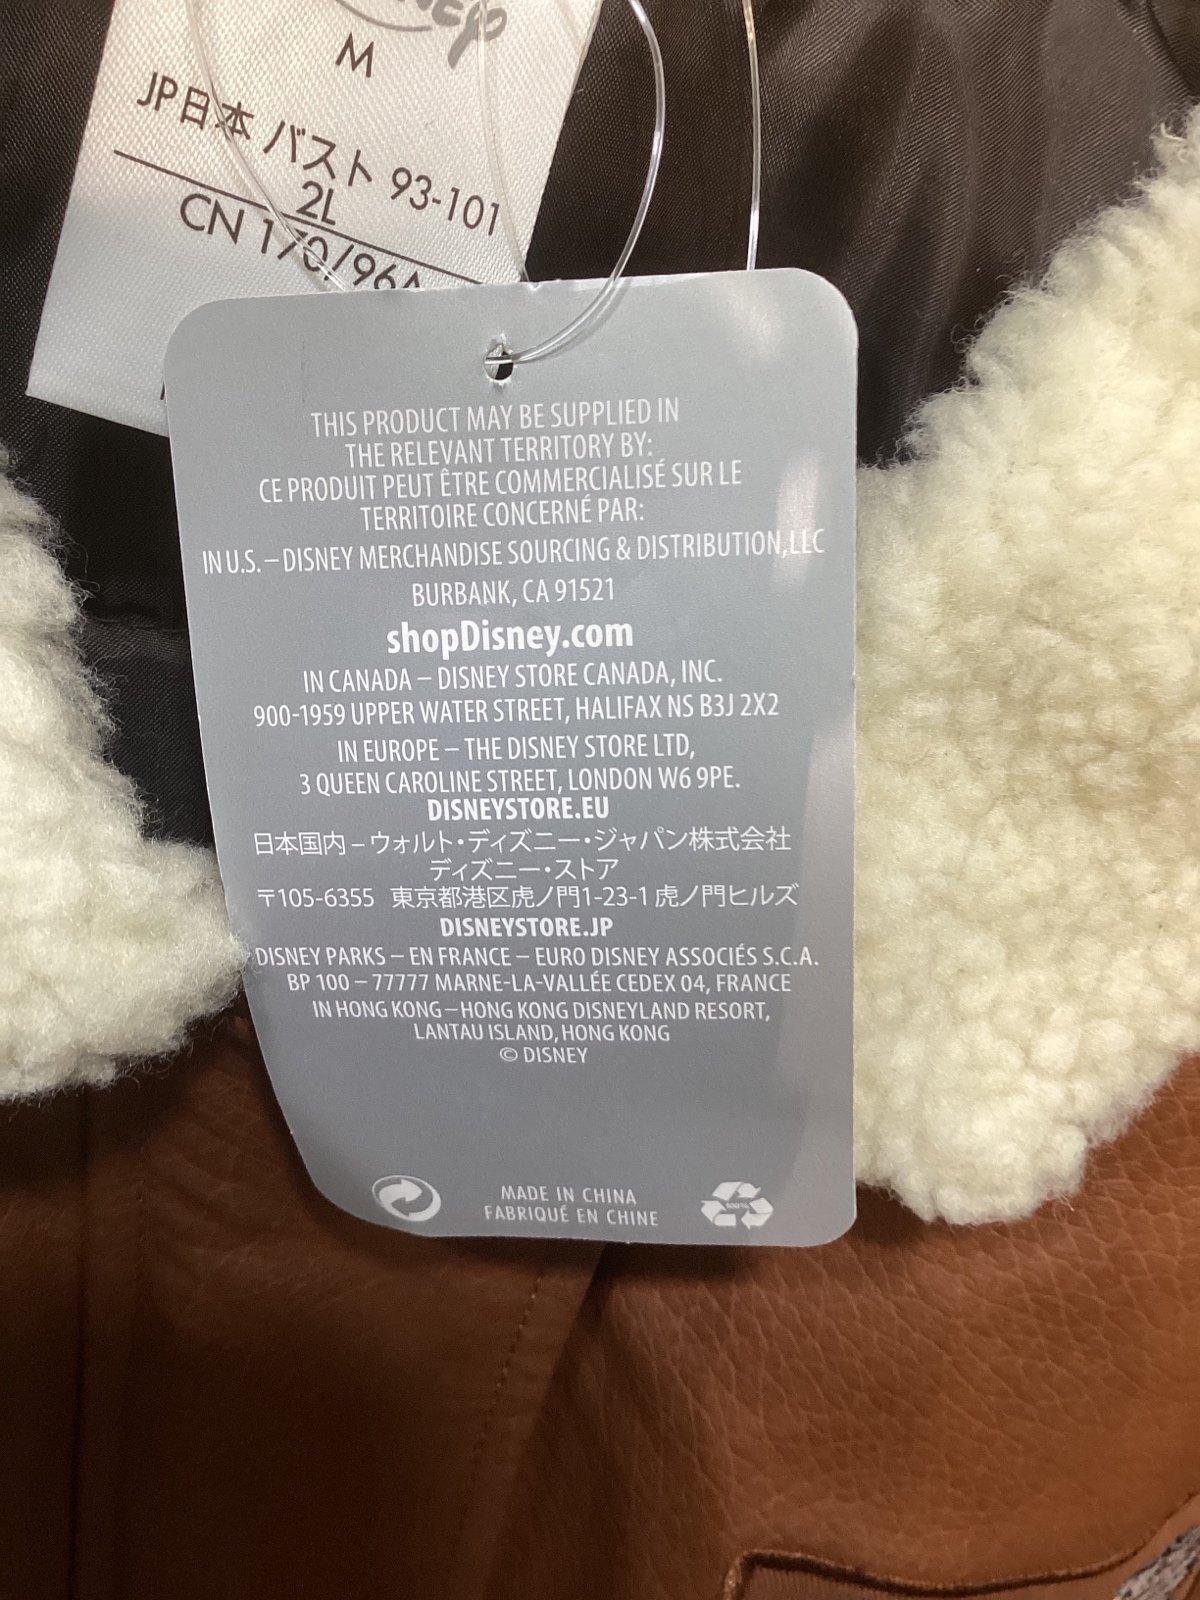 M
JP日本 バスト 93-101
2L
CN 170/96A
THIS PRODUCT MAY BE SUPPLIED IN
THE RELEVANT TERRITORY BY:
CE PRODUIT PEUT ÊTRE COMMERCIALISÉ SUR LE
TERRITOIRE CONCERNÉ PAR:
IN U.S. – DISNEY MERCHANDISE SOURCING & DISTRIBUTION, LLC
BURBANK, CA 91521
shopDisney.com
IN CANADA – DISNEY STORE CANADA, INC.
900-1959 UPPER WATER STREET, HALIFAX NS B3J 2X2
IN EUROPE – THE DISNEY STORE LTD,
3 QUEEN CAROLINE STREET, LONDON W6 9PE.
DISNEYSTORE.EU
日本国内 – ウォルト・ディズニー・ジャパン株式会社
ディズニー・ストア
〒105-6355 東京都港区虎ノ門1-23-1 虎ノ門ヒルズ
DISNEYSTORE.JP
DISNEY PARKS – EN FRANCE – EURO DISNEY ASSOCIÉS S.C.A.
BP 100 – 77777 MARNE-LA-VALLÉE CEDEX 04, FRANCE
IN HONG KONG – HONG KONG DISNEYLAND RESORT,
LANTAU ISLAND, HONG KONG
© DISNEY
MADE IN CHINA
FABRIQUÉ EN CHINE
100%